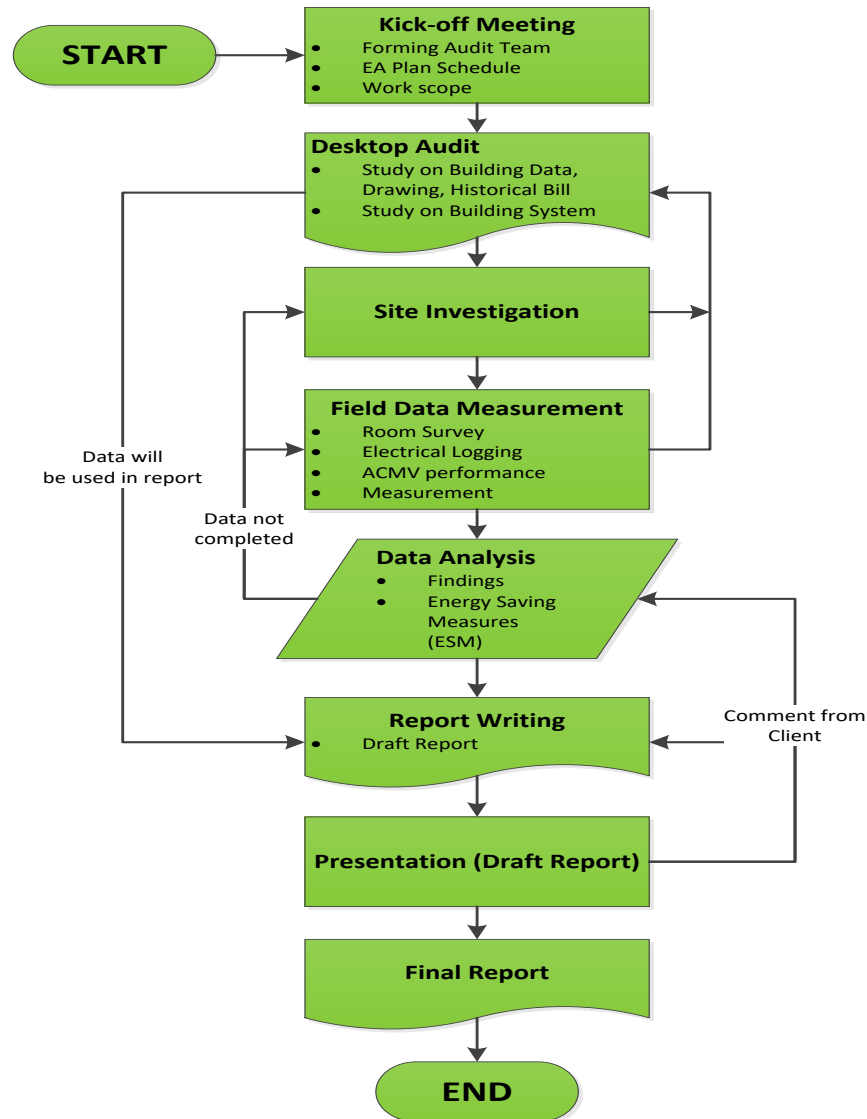 START
Kick-off Meeting
• Forming Audit Team
• EA Plan Schedule
• Work scope
Desktop Audit
• Study on Building Data,
Drawing, Historical Bill
• Study on Building System
Site Investigation
Field Data Measurement
• Room Survey
• Electrical Logging
• ACMV performance
• Measurement
Data will
be used in report
Data not
completed
Data Analysis
• Findings
• Energy Saving
Measures
(ESM)
Report Writing
• Draft Report
Comment from
Client
Presentation (Draft Report)
Final Report
END